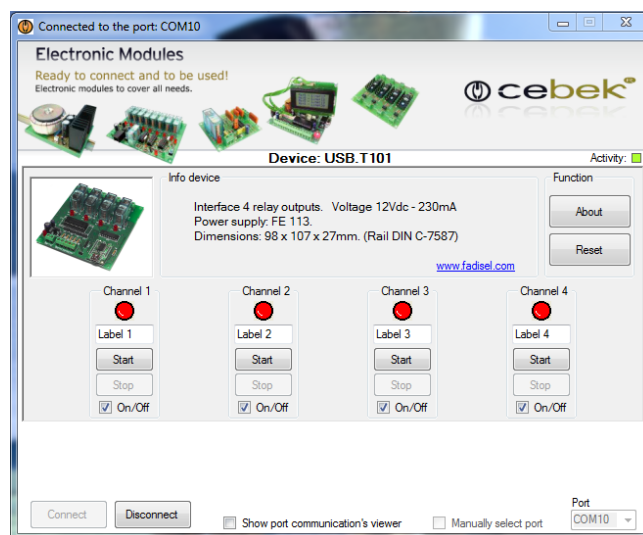 Connected to the port: COM10
Electronic Modules
Ready to connect and to be used!
Electronic modules to cover all needs.
cebek
Device: USB.T101
Activity:
Info device
Function
Interface 4 relay outputs. Voltage 12Vdc - 230mA
Power supply: FE 113.
Dimensions: 98 x 107 x 27mm. (Rail DIN C-7587)
www.fadisel.com
About
Reset
Channel 1 Channel 2 Channel 3 Channel 4
Label 1 Label 2 Label 3 Label 4
Start Start Start Start
Stop Stop Stop Stop
On/Off On/Off On/Off On/Off
Port
Connect Disconnect Show port communication's viewer Manually select port COM10